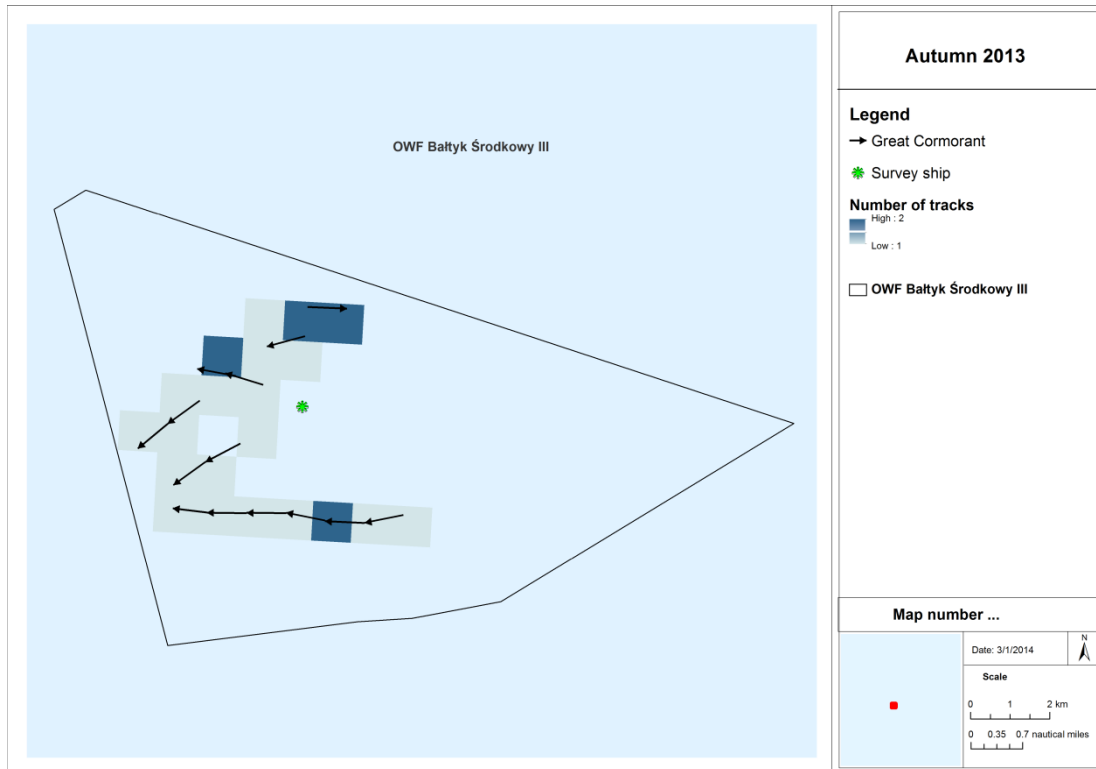 OWF Bałtyk Środkowy III
Autumn 2013
Legend
Great Cormorant
Survey ship
Number of tracks
High : 2
Low : 1
OWF Bałtyk Środkowy III
Map number ...
Date: 3/1/2014
N
Scale
0 1 2 km
0 0.35 0.7 nautical miles